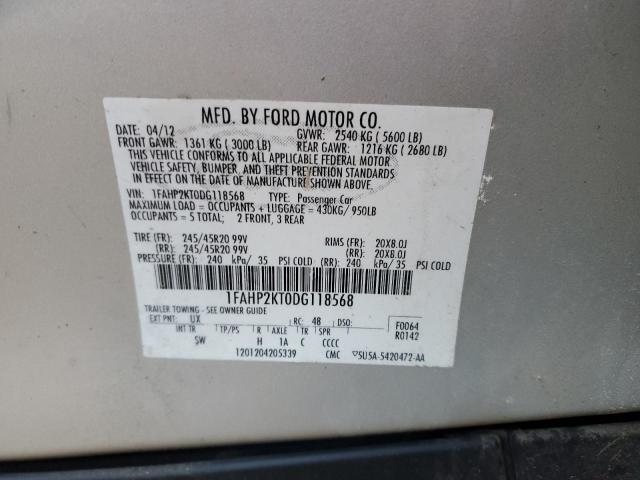 MFD. BY FORD MOTOR CO.
DATE: 04/12 GVWR: 2540 KG ( 5600 LB)
FRONT GAWR: 1361 KG ( 3000 LB) REAR GAWR: 1216 KG ( 2680 LB)
THIS VEHICLE CONFORMS TO ALL APPLICABLE FEDERAL MOTOR
VEHICLE SAFETY, BUMPER, AND THEFT PREVENTION STANDARDS
IN EFFECT ON THE DATE OF MANUFACTURE SHOWN ABOVE.
VIN: 1FAHP2KT0DG118568 TYPE: Passenger Car
MAXIMUM LOAD = OCCUPANTS + LUGGAGE = 430KG/ 950LB
OCCUPANTS = 5 TOTAL; 2 FRONT, 3 REAR
TIRE (FR): 245/45R20 99V RIMS (FR): 20X8.0J
(RR): 245/45R20 99V (RR): 20X8.0J
PRESSURE (FR): 240 kPa/ 35 PSI COLD (RR): 240 kPa/ 35 PSI COLD
1FAHP2KT0DG118568
TRAILER TOWING - SEE OWNER GUIDE
EXT PNT: UX RC: 48 DSO: F0064
INT TR TP/PS R AXLE TR SPR R0142
SW H 1A C CCCC
1201204205339 CMC 5U5A-5420472-AA